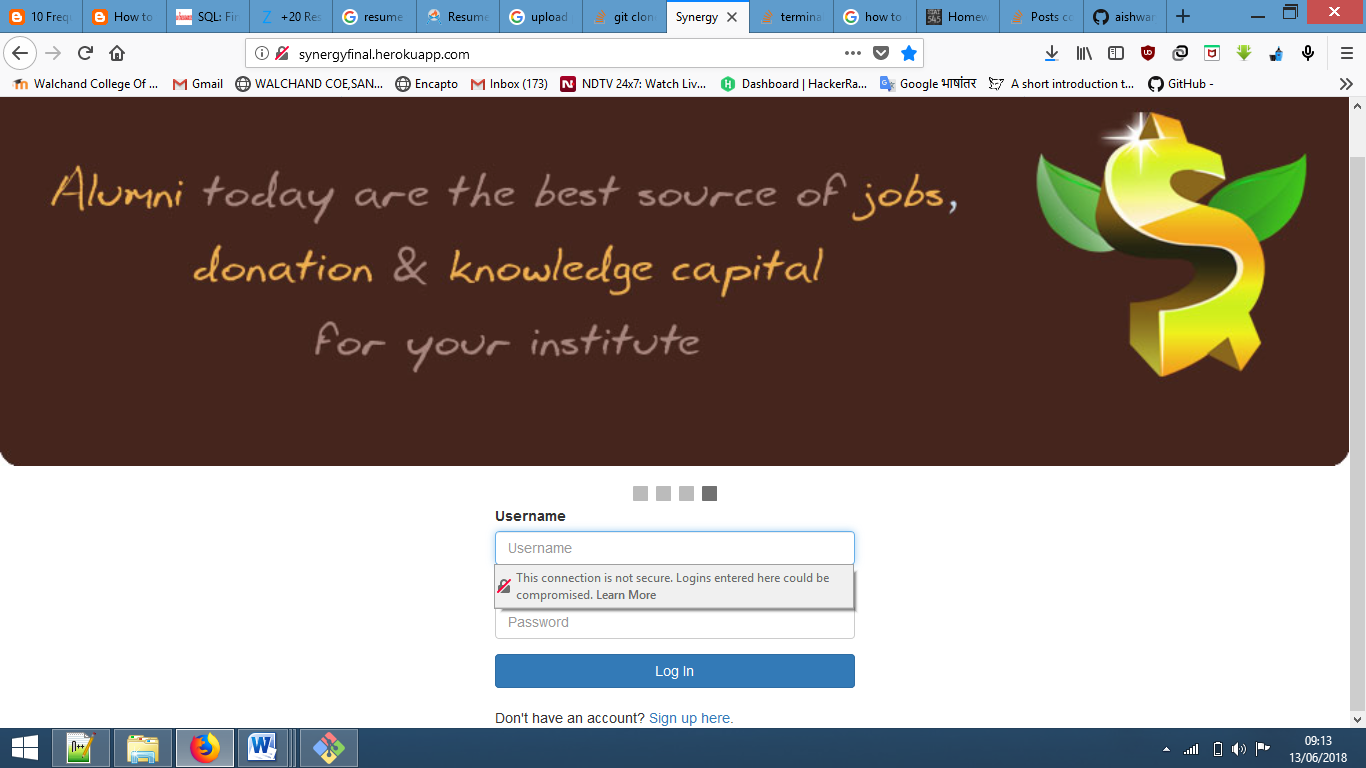 10 Freq
How to
SQL: Fin
+20 Res
resume
Resume
upload
git clon
Synergy
termina
how to
Homew
Posts co
aishwar
synergyfinal.herokuapp.com
Walchand College Of ...
Gmail
WALCHAND COE,SAN...
Encapto
Inbox (173)
NDTV 24x7: Watch Liv...
Dashboard | HackerRa...
Google भाषांतर
A short introduction t...
GitHub -
Alumni today are the best source of jobs,
donation & knowledge capital
for your institute
Username
Username
This connection is not secure. Logins entered here could be
compromised. Learn More
Password
Log In
Don't have an account? Sign up here.
09:13
13/06/2018